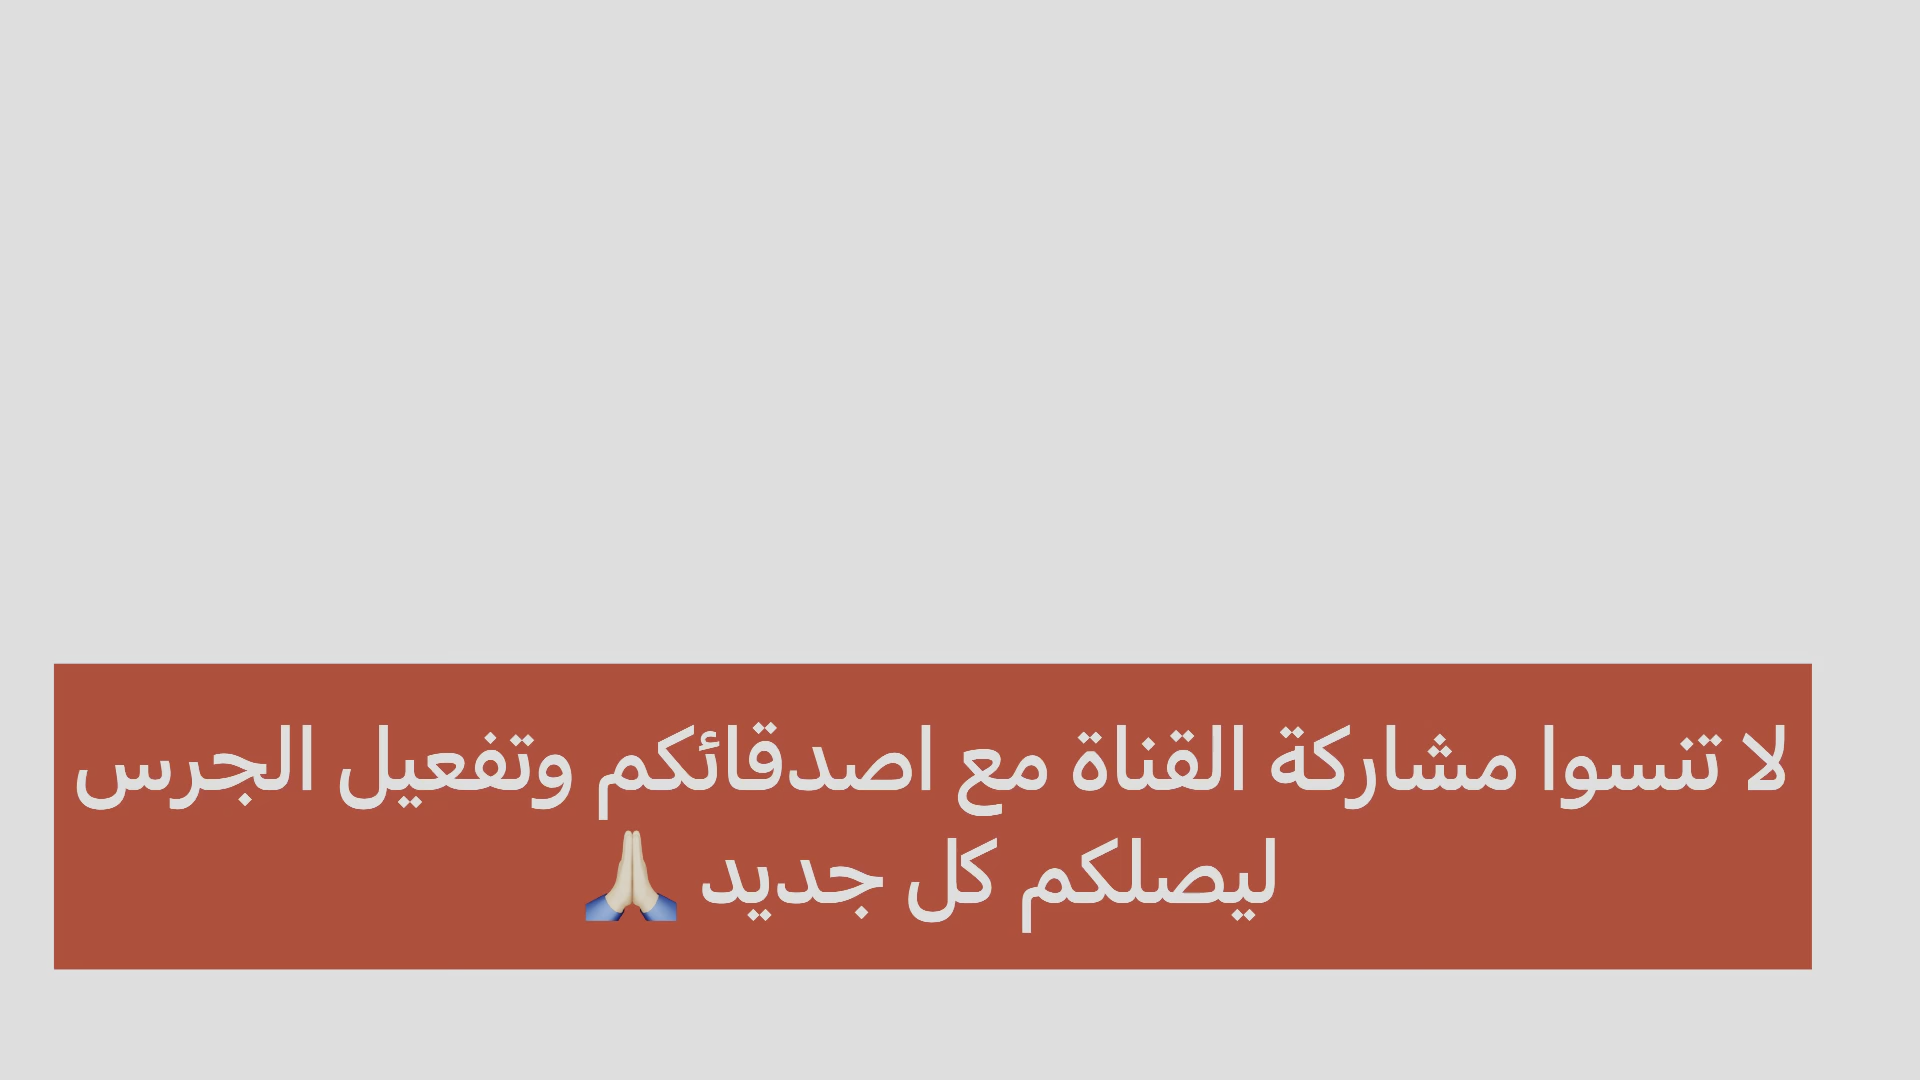 لا تنسوا مشاركة القناة مع اصدقائكم وتفعيل الجرس
ليصلكم كل جديد 🙏🏻